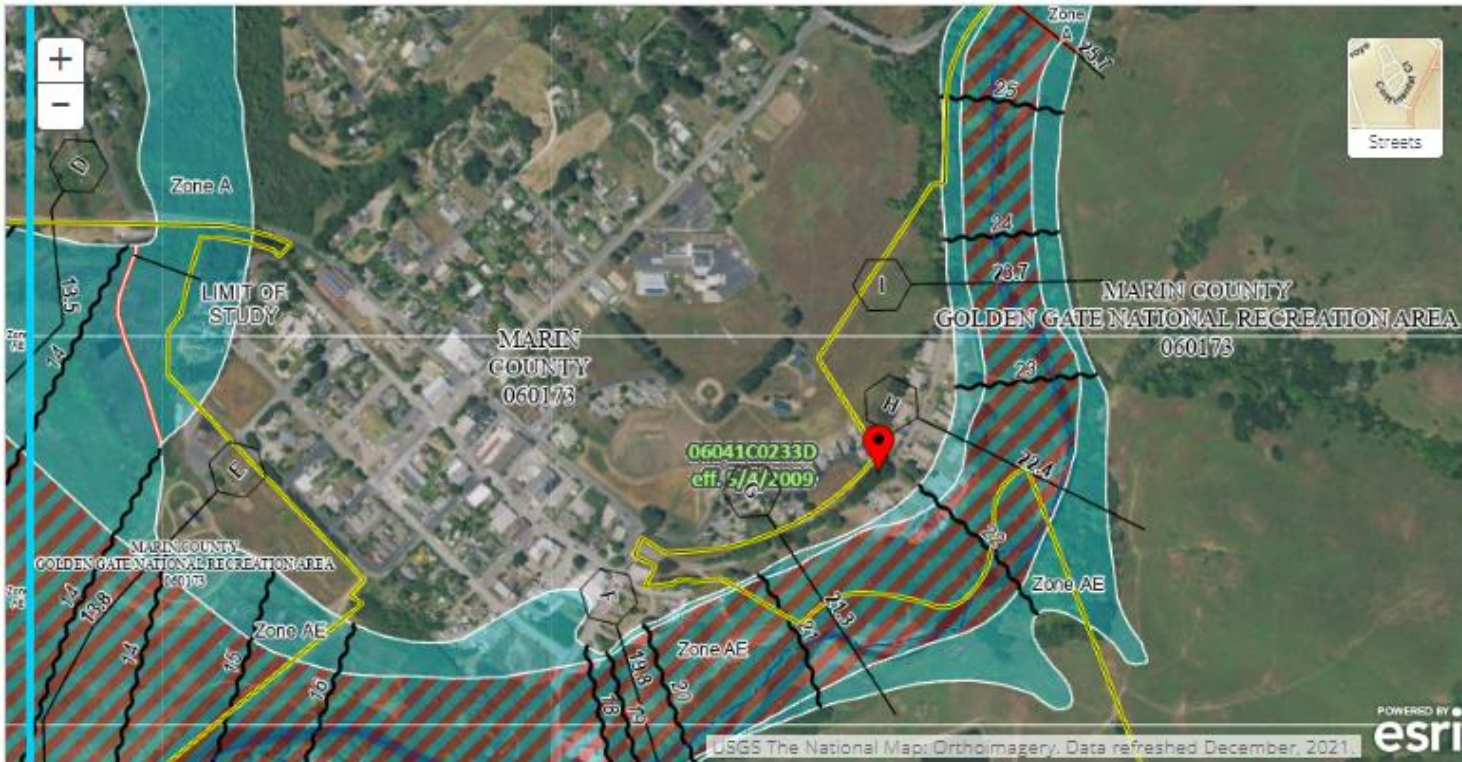 +
−
Zone
A
25.7
25
royo
Continental Ct
Streets
D
Zone A
24
23.7
LIMIT OF
STUDY
I
MARIN COUNTY
GOLDEN GATE NATIONAL RECREATION AREA
060173
13.5
14
MARIN
COUNTY
060173
23
H
06041C0233D
eff. 5/4/2009
G
22.4
E
22
MARIN COUNTY
GOLDEN GATE NATIONAL RECREATION AREA
060173
Zone AE
14
13.8
14
15
16
Zone AE
F
Zone AE
21
21.3
19.8
20
18
19
USGS The National Map: Orthoimagery. Data refreshed December, 2021.
POWERED BY
esri